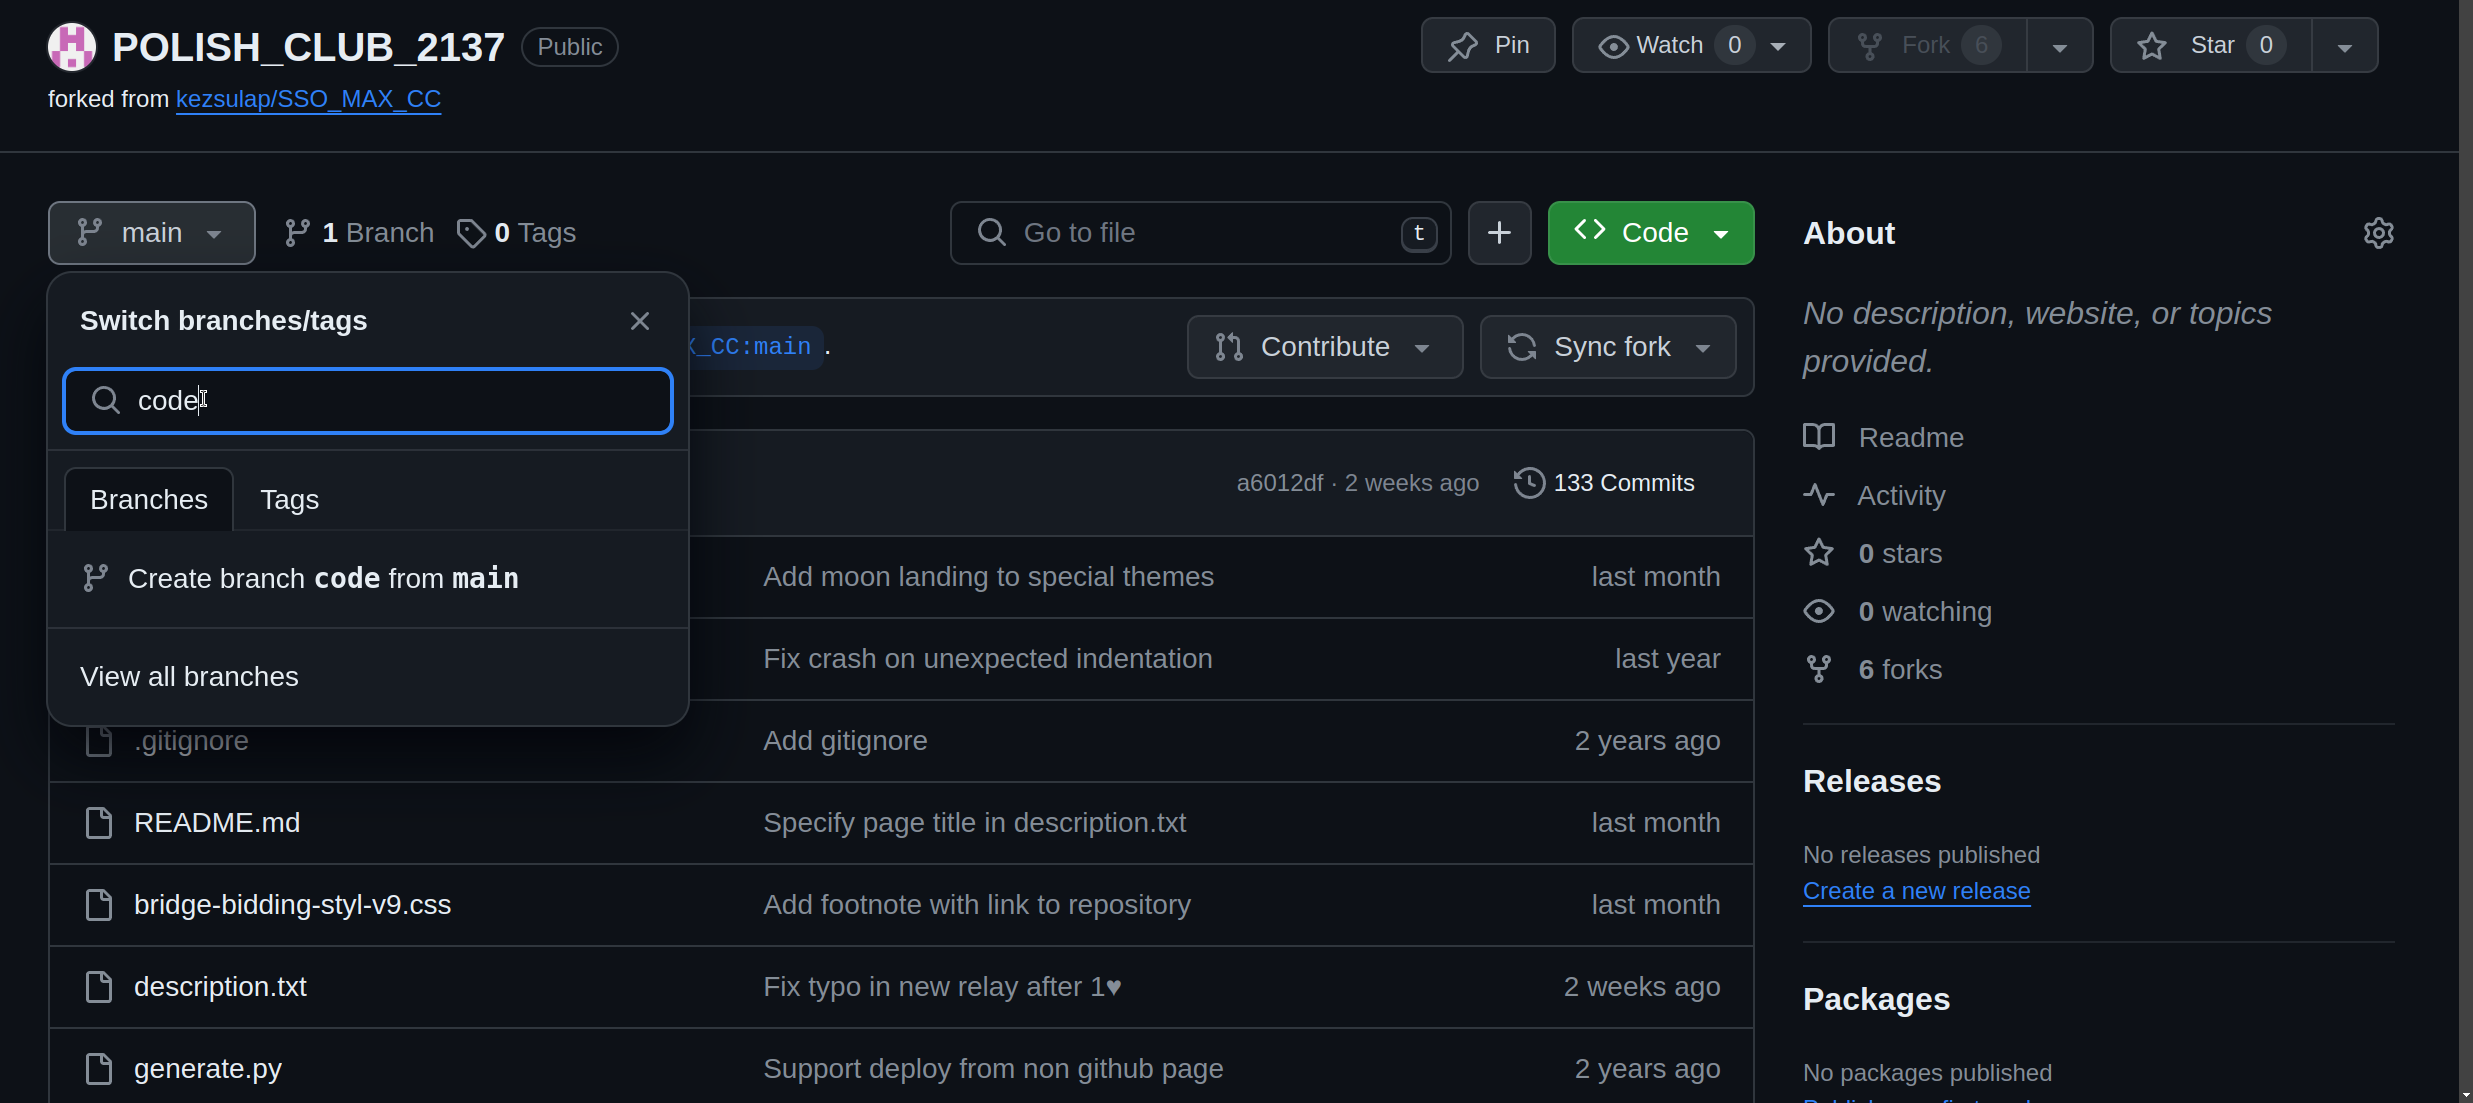 POLISH_CLUB_2137 Public Pin Watch 0 Fork 6 Star 0
forked from kezsulap/SSO_MAX_CC
main 1 Branch 0 Tags Go to file t Code
Switch branches/tags
code
Branches Tags
Create branch code from main
View all branches
_CC:main . Contribute Sync fork
a6012df · 2 weeks ago 133 Commits
Add moon landing to special themes last month
Fix crash on unexpected indentation last year
.gitignore Add gitignore 2 years ago
README.md Specify page title in description.txt last month
bridge-bidding-styl-v9.css Add footnote with link to repository last month
description.txt Fix typo in new relay after 1♥ 2 weeks ago
generate.py Support deploy from non github page 2 years ago
About
No description, website, or topics
provided.
Readme
Activity
0 stars
0 watching
6 forks
Releases
No releases published
Create a new release
Packages
No packages published